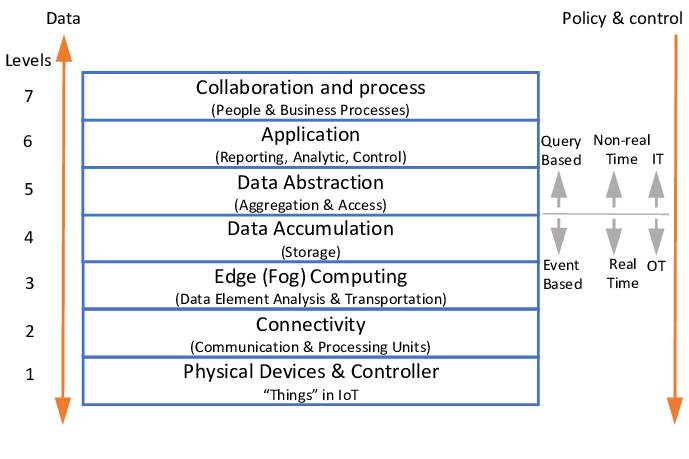 Data
Policy & control
Levels
7
Collaboration and process
(People & Business Processes)
6
Application
(Reporting, Analytic, Control)
Query
Based
Non-real
Time
IT
5
Data Abstraction
(Aggregation & Access)
4
Data Accumulation
(Storage)
Event
Based
Real
Time
OT
3
Edge (Fog) Computing
(Data Element Analysis & Transportation)
2
Connectivity
(Communication & Processing Units)
1
Physical Devices & Controller
“Things” in IoT